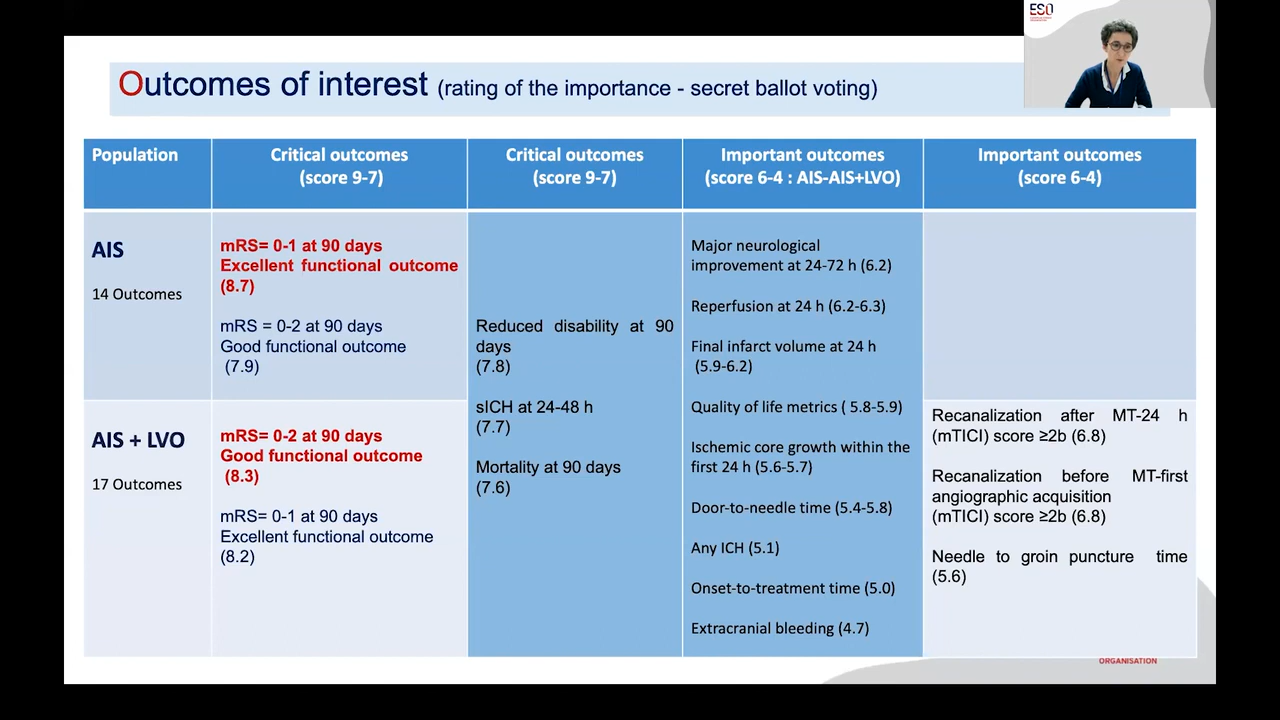 ESO
Outcomes of interest (rating of the importance - secret ballot voting)
Population
Critical outcomes
(score 9-7)
Critical outcomes
(score 9-7)
Important outcomes
(score 6-4 : AIS-AIS+LVO)
Important outcomes
(score 6-4)
AIS
14 Outcomes
mRS= 0-1 at 90 days
Excellent functional outcome
(8.7)
mRS = 0-2 at 90 days
Good functional outcome
(7.9)
AIS + LVO
17 Outcomes
mRS= 0-2 at 90 days
Good functional outcome
(8.3)
mRS= 0-1 at 90 days
Excellent functional outcome
(8.2)
Reduced disability at 90
days
(7.8)
sICH at 24-48 h
(7.7)
Mortality at 90 days
(7.6)
Major neurological
improvement at 24-72 h (6.2)
Reperfusion at 24 h (6.2-6.3)
Final infarct volume at 24 h
(5.9-6.2)
Quality of life metrics ( 5.8-5.9)
Ischemic core growth within the
first 24 h (5.6-5.7)
Door-to-needle time (5.4-5.8)
Any ICH (5.1)
Onset-to-treatment time (5.0)
Extracranial bleeding (4.7)
Recanalization after MT-24 h
(mTICI) score ≥2b (6.8)
Recanalization before MT-first
angiographic acquisition
(mTICI) score ≥2b (6.8)
Needle to groin puncture time
(5.6)
ORGANISATION